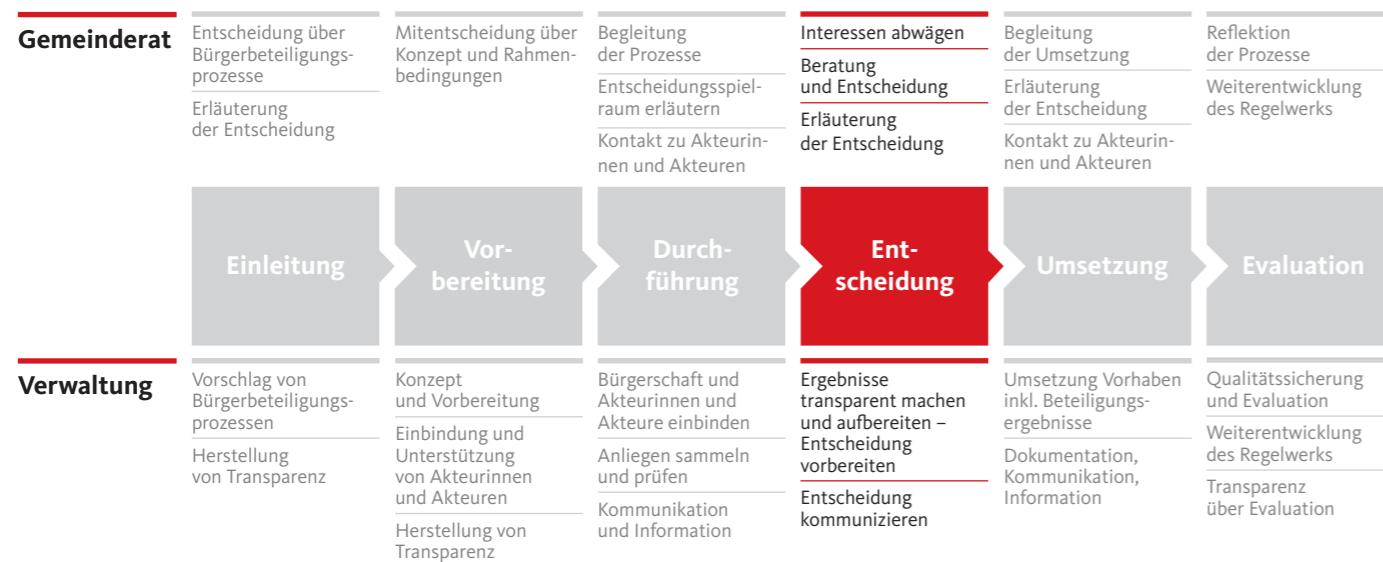 Gemeinderat
Entscheidung über
Bürgerbeteiligungs-
prozesse
Erläuterung
der Entscheidung
Mitentscheidung über
Konzept und Rahmen-
bedingungen
Begleitung
der Prozesse
Entscheidungsspiel-
raum erläutern
Kontakt zu Akteurin-
nen und Akteuren
Interessen abwägen
Beratung
und Entscheidung
Erläuterung
der Entscheidung
Begleitung
der Umsetzung
Erläuterung
der Entscheidung
Kontakt zu Akteurin-
nen und Akteuren
Reflektion
der Prozesse
Weiterentwicklung
des Regelwerks
Einleitung
Vor-
bereitung
Durch-
führung
Ent-
scheidung
Umsetzung
Evaluation
Verwaltung
Vorschlag von
Bürgerbeteiligungs-
prozessen
Herstellung
von Transparenz
Konzept
und Vorbereitung
Einbindung und
Unterstützung
von Akteurinnen
und Akteuren
Herstellung von
Transparenz
Bürgerschaft und
Akteurinnen und
Akteure einbinden
Anliegen sammeln
und prüfen
Kommunikation
und Information
Ergebnisse
transparent machen
und aufbereiten –
Entscheidung
vorbereiten
Entscheidung
kommunizieren
Umsetzung Vorhaben
inkl. Beteiligungs-
ergebnisse
Dokumentation,
Kommunikation,
Information
Qualitätssicherung
und Evaluation
Weiterentwicklung
des Regelwerks
Transparenz
über Evaluation